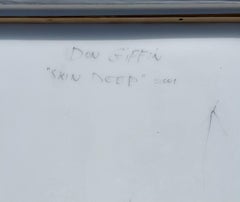 DON GIFFIN
"SKIN DEEP" 2001